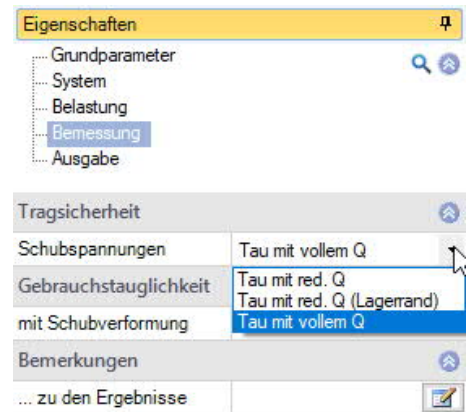 Eigenschaften
Grundparameter
System
Belastung
Bemessung
Ausgabe
Tragsicherheit
Schubspannungen Tau mit vollem Q
Gebrauchstauglichkeit Tau mit red. Q
Tau mit red. Q (Lagerrand)
mit Schubverformung Tau mit vollem Q
Bemerkungen
... zu den Ergebnisse